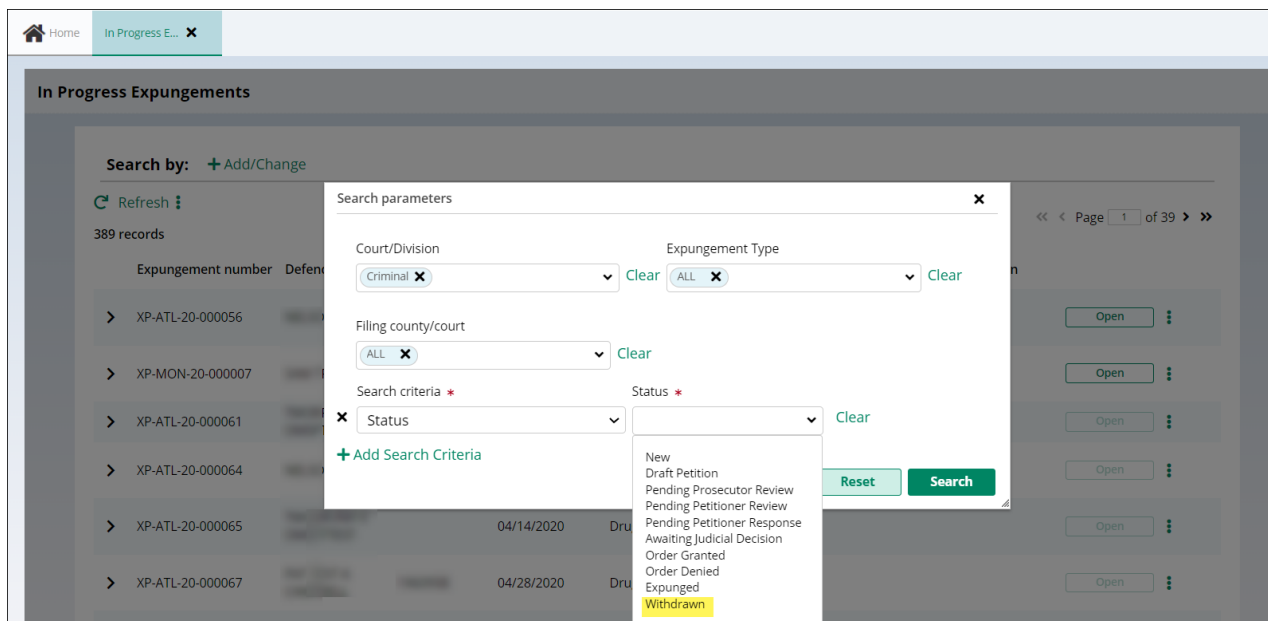 Home In Progress E...
In Progress Expungements
Search by: Add/Change
Refresh
389 records
Page 1 of 39
Expungement number Defen n
Search parameters
Court/Division Expungement Type
Criminal Clear ALL Clear
Filing county/court
ALL Clear
Search criteria * Status *
Status Clear
Add Search Criteria
New
Draft Petition
Pending Prosecutor Review
Pending Petitioner Review
Pending Petitioner Response
Awaiting Judicial Decision
Order Granted
Order Denied
Expunged
Withdrawn
Reset Search
XP-ATL-20-000056 Open
XP-MON-20-000007 Open
XP-ATL-20-000061 Open
XP-ATL-20-000064 Open
XP-ATL-20-000065 04/14/2020 Dru Open
XP-ATL-20-000067 04/28/2020 Dru Open